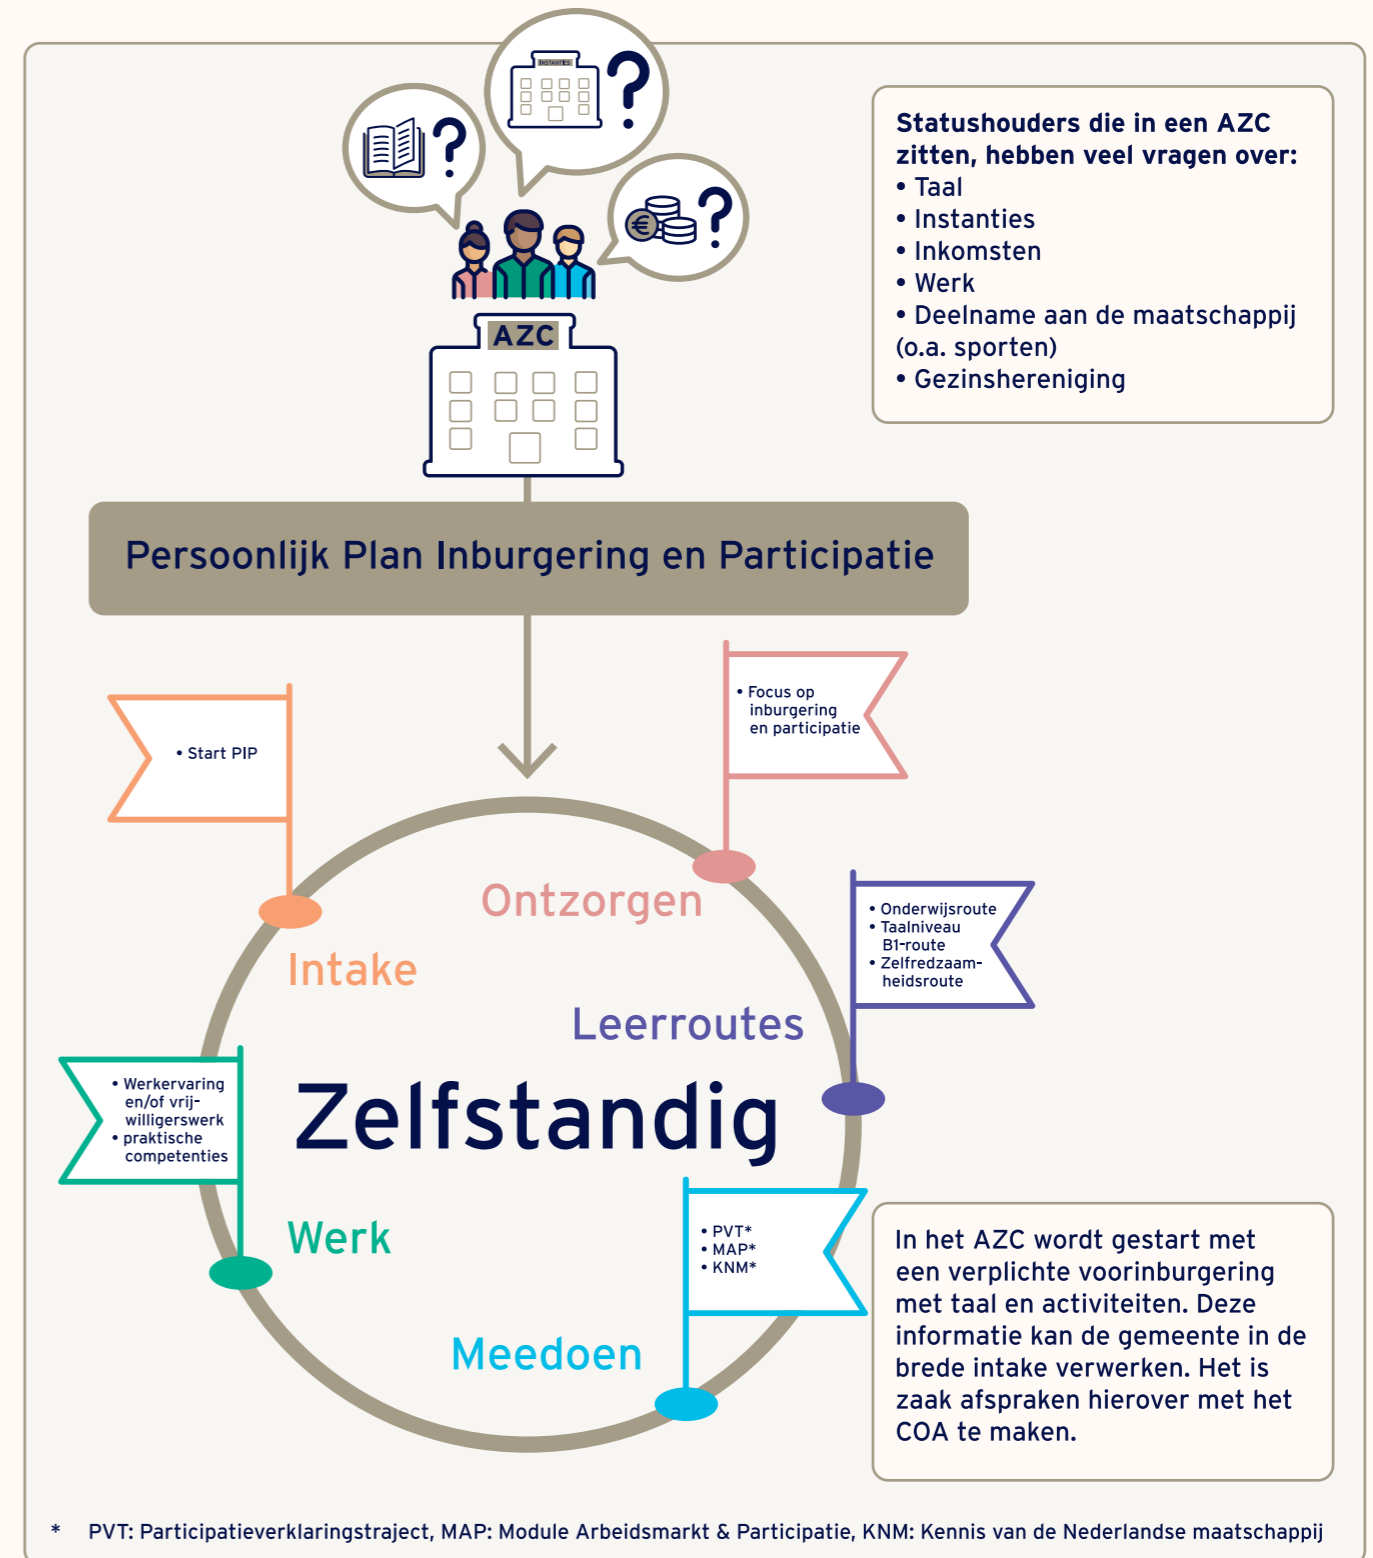 INSTANTIES
AZC
Statushouders die in een AZC
zitten, hebben veel vragen over:
• Taal
• Instanties
• Inkomsten
• Werk
• Deelname aan de maatschappij
(o.a. sporten)
• Gezinshereniging
Persoonlijk Plan Inburgering en Participatie
• Start PIP
Intake
• Focus op
inburgering
en participatie
Ontzorgen
• Onderwijsroute
• Taalniveau
B1-route
• Zelfredzaam-
heidsroute
Leerroutes
Zelfstandig
• Werkervaring
en/of vrij-
willigerswerk
• praktische
competenties
Werk
• PVT*
• MAP*
• KNM*
Meedoen
In het AZC wordt gestart met
een verplichte voorinburgering
met taal en activiteiten. Deze
informatie kan de gemeente in de
brede intake verwerken. Het is
zaak afspraken hierover met het
COA te maken.
* PVT: Participatieverklaringstraject, MAP: Module Arbeidsmarkt & Participatie, KNM: Kennis van de Nederlandse maatschappij